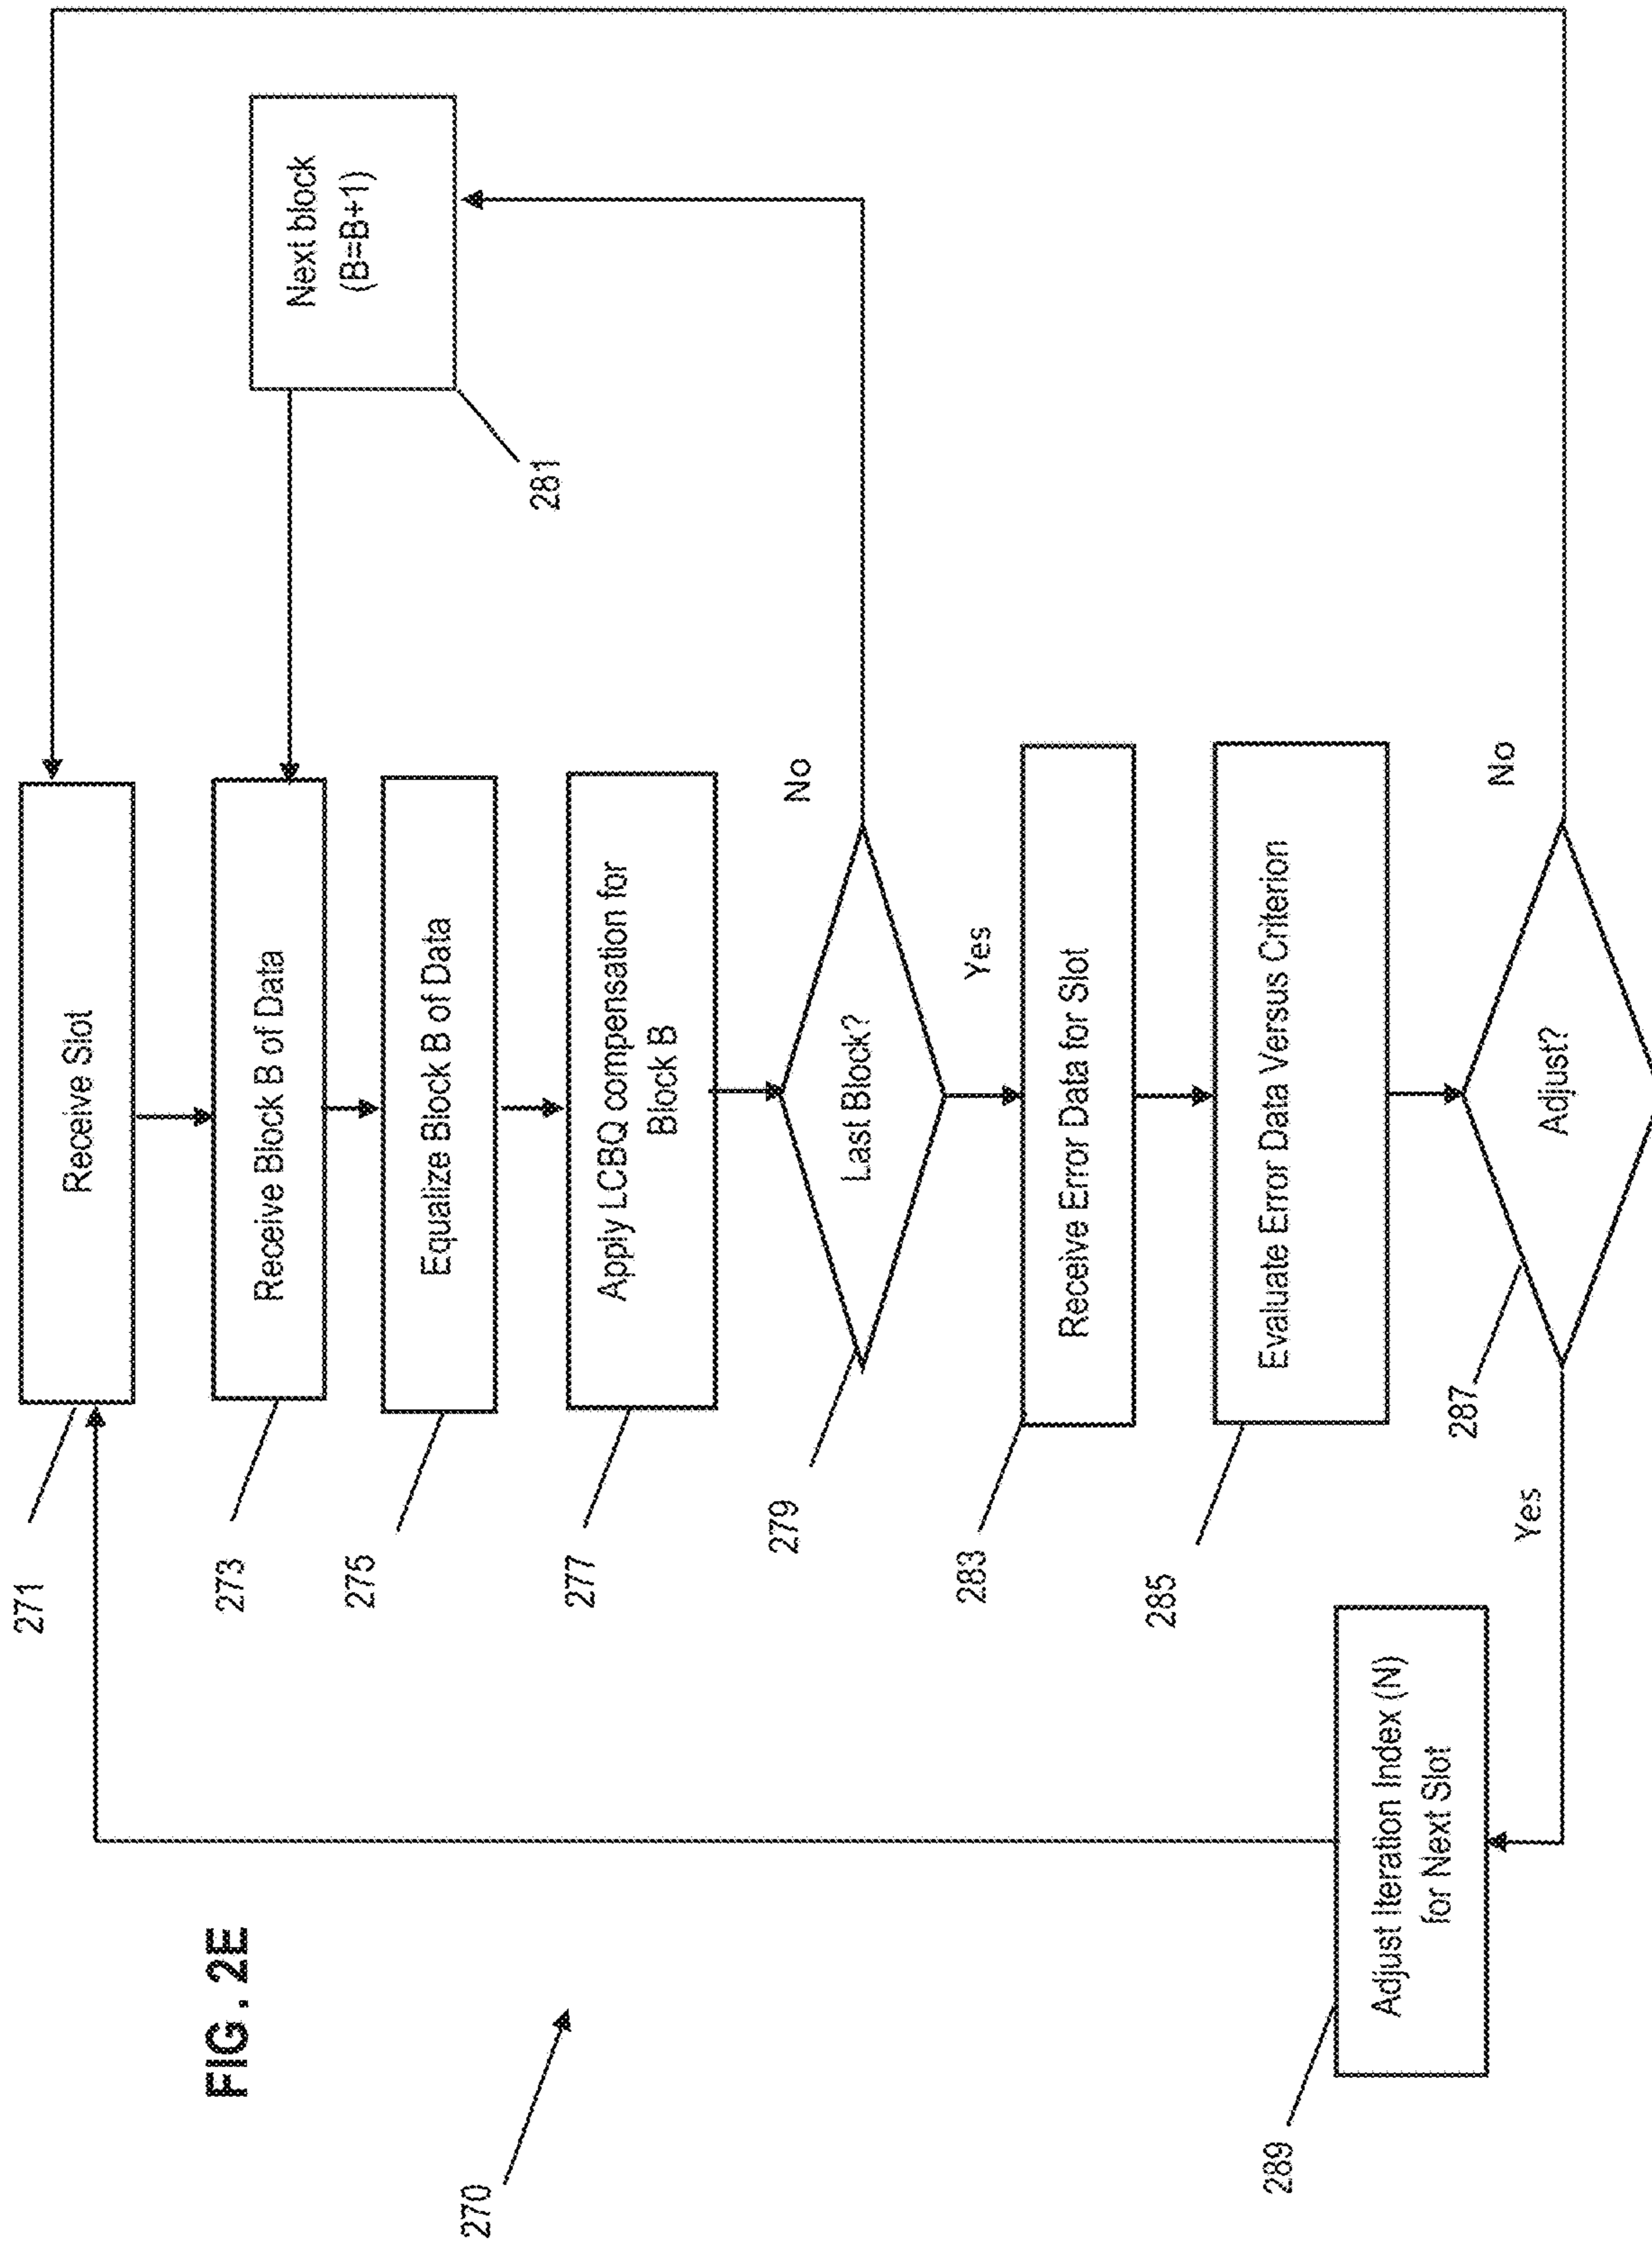 FIG. 2E
270
Receive Slot
271
Receive Block B of Data
273
Equalize Block B of Data
275
Apply LCBQ compensation for
Block B
277
Last Block?
279
No
Next block
(B=B+1)
281
Yes
Receive Error Data for Slot
283
Evaluate Error Data Versus Criterion
285
Adjust?
287
No
Yes
Adjust Iteration Index (N)
for Next Slot
289